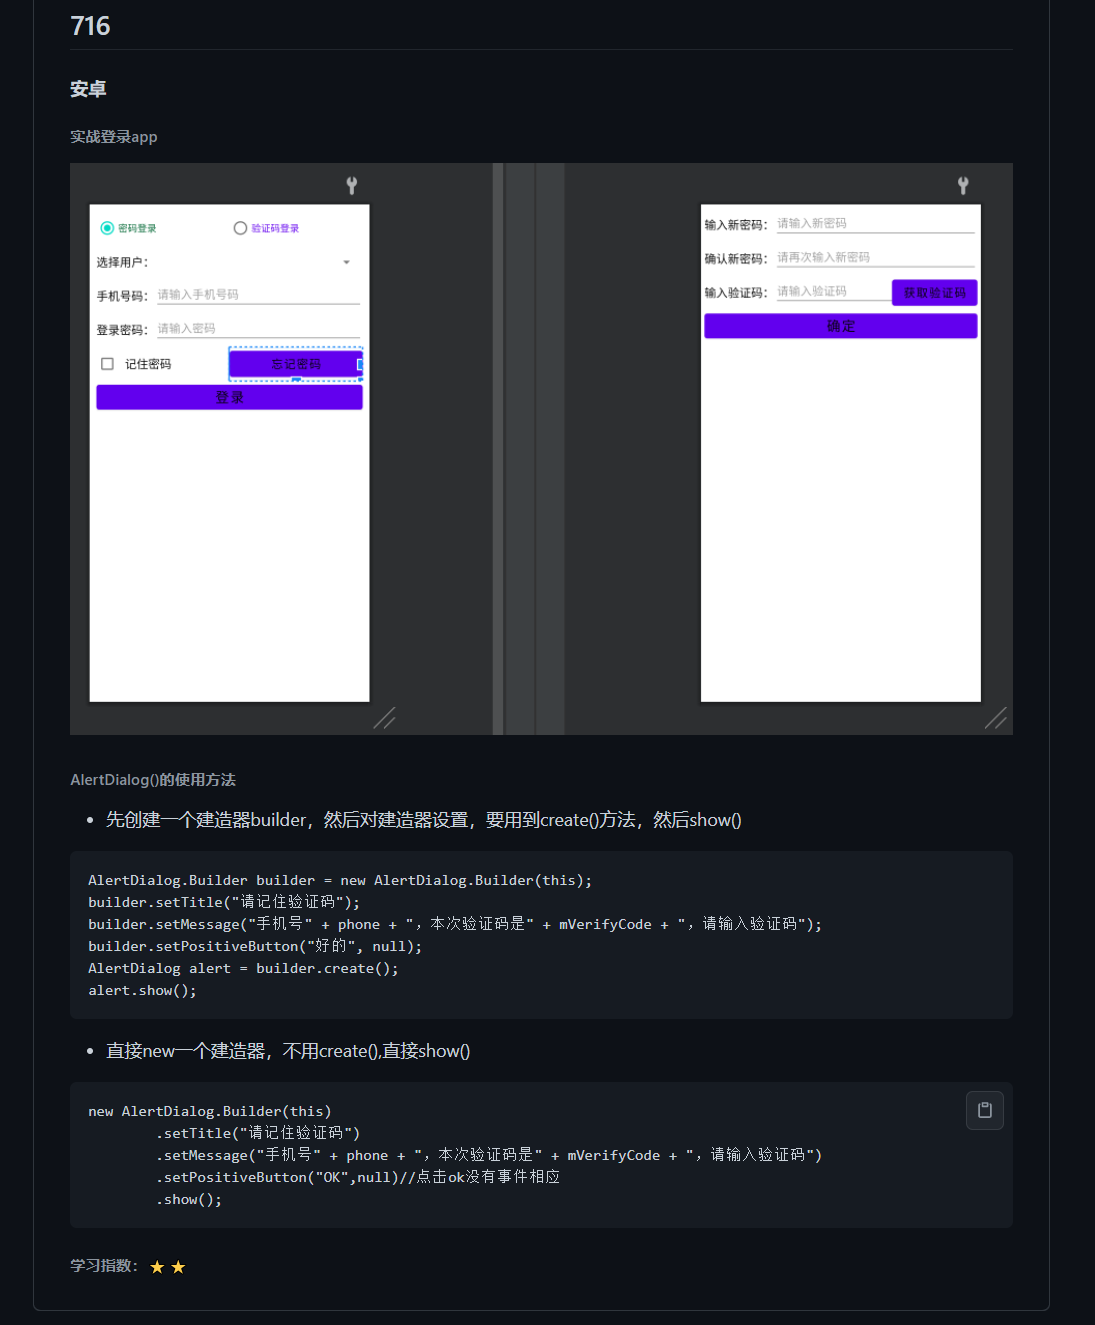 716
安卓
实战登录app
密码登录
验证码登录
选择用户：
手机号码： 请输入手机号码
登录密码： 请输入密码
记住密码
忘记密码
登录
输入新密码： 请输入新密码
确认新密码： 请再次输入新密码
输入验证码： 请输入验证码
获取验证码
确定
AlertDialog()的使用方法
先创建一个建造器builder，然后对建造器设置，要用到create()方法，然后show()
AlertDialog.Builder builder = new AlertDialog.Builder(this);
builder.setTitle("请记住验证码");
builder.setMessage("手机号" + phone + "，本次验证码是" + mVerifyCode + "，请输入验证码");
builder.setPositiveButton("好的", null);
AlertDialog alert = builder.create();
alert.show();
直接new一个建造器，不用create(),直接show()
new AlertDialog.Builder(this)
.setTitle("请记住验证码")
.setMessage("手机号" + phone + "，本次验证码是" + mVerifyCode + "，请输入验证码")
.setPositiveButton("OK",null)//点击ok没有事件相应
.show();
学习指数：